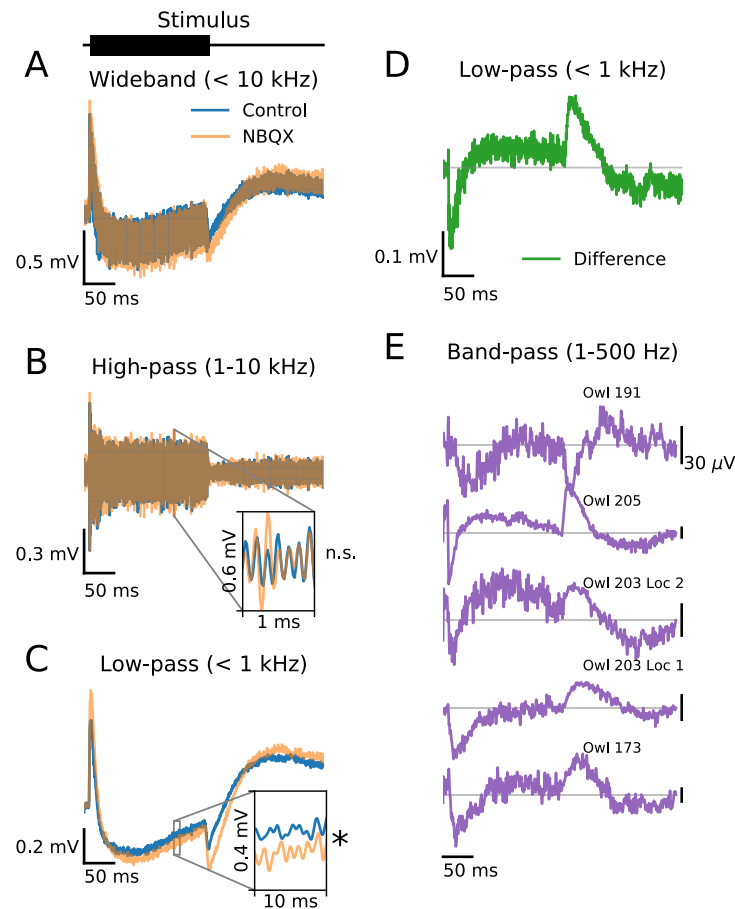 Stimulus
A
Wideband (< 10 kHz)
Control
NBQX
0.5 mV
50 ms
B
High-pass (1-10 kHz)
0.3 mV
50 ms
0.6 mV
1 ms
n.s.
C
Low-pass (< 1 kHz)
0.2 mV
50 ms
0.4 mV
10 ms
*
D
Low-pass (< 1 kHz)
0.1 mV
50 ms
Difference
E
Band-pass (1-500 Hz)
Owl 191
30 μV
Owl 205
Owl 203 Loc 2
Owl 203 Loc 1
Owl 173
50 ms